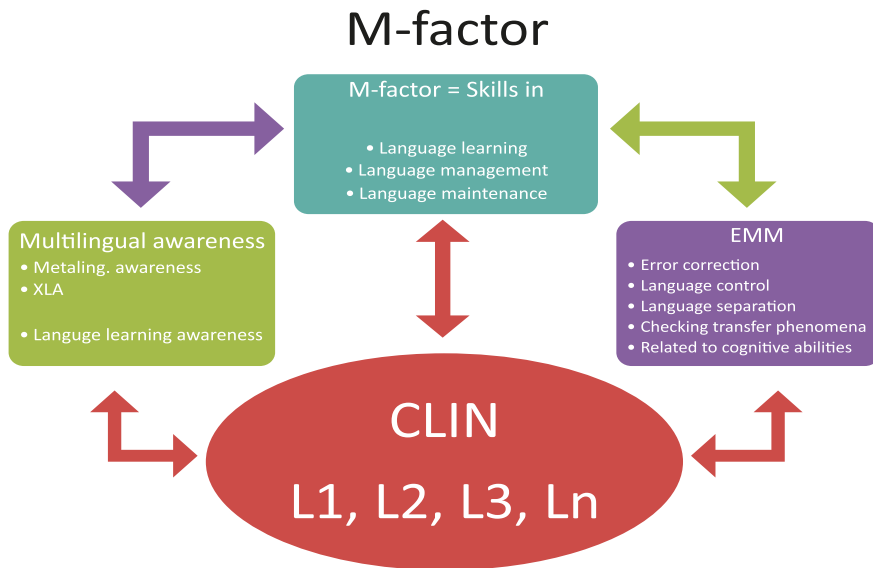 M-factor
M-factor = Skills in
• Language learning
• Language management
• Language maintenance
Multilingual awareness
• Metaling. awareness
• XLA
• Languge learning awareness
EMM
• Error correction
• Language control
• Language separation
• Checking transfer phenomena
• Related to cognitive abilities
CLIN
L1, L2, L3, Ln